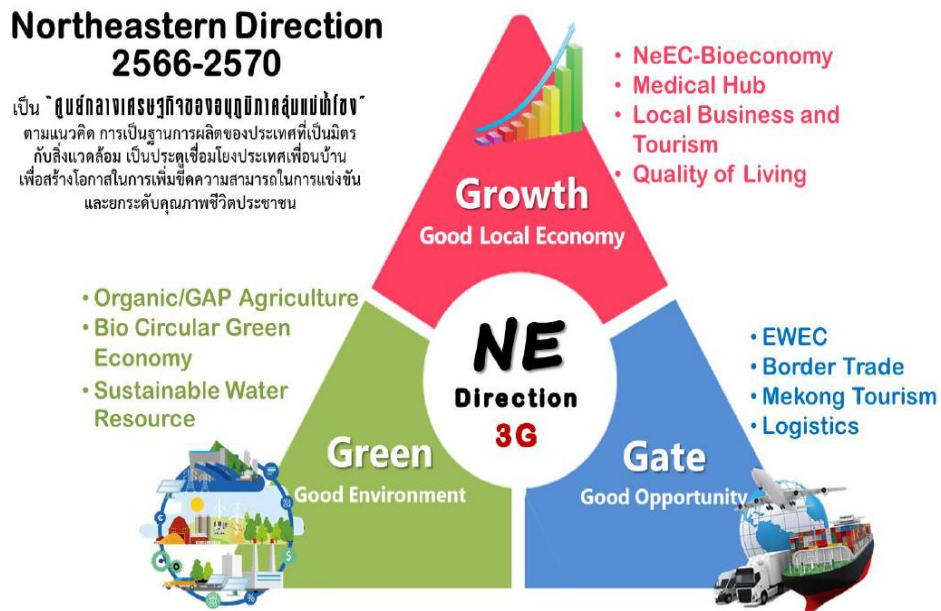 Northeastern Direction
2566-2570
เป็น "ศูนย์กลางเศรษฐกิจของอนุภูมิภาคลุ่มแม่น้ำโขง"
ตามแนวคิด การเป็นฐานการผลิตของประเทศที่เป็นมิตร
กับสิ่งแวดล้อม เป็นประตูเชื่อมโยงประเทศเพื่อนบ้าน
เพื่อสร้างโอกาสในการเพิ่มขีดความสามารถในการแข่งขัน
และยกระดับคุณภาพชีวิตประชาชน
• NeEC-Bioeconomy
• Medical Hub
• Local Business and
Tourism
• Quality of Living
Growth
Good Local Economy
• Organic/GAP Agriculture
• Bio Circular Green
Economy
• Sustainable Water
Resource
NE
Direction
3G
• EWEC
• Border Trade
• Mekong Tourism
• Logistics
Green
Good Environment
Gate
Good Opportunity